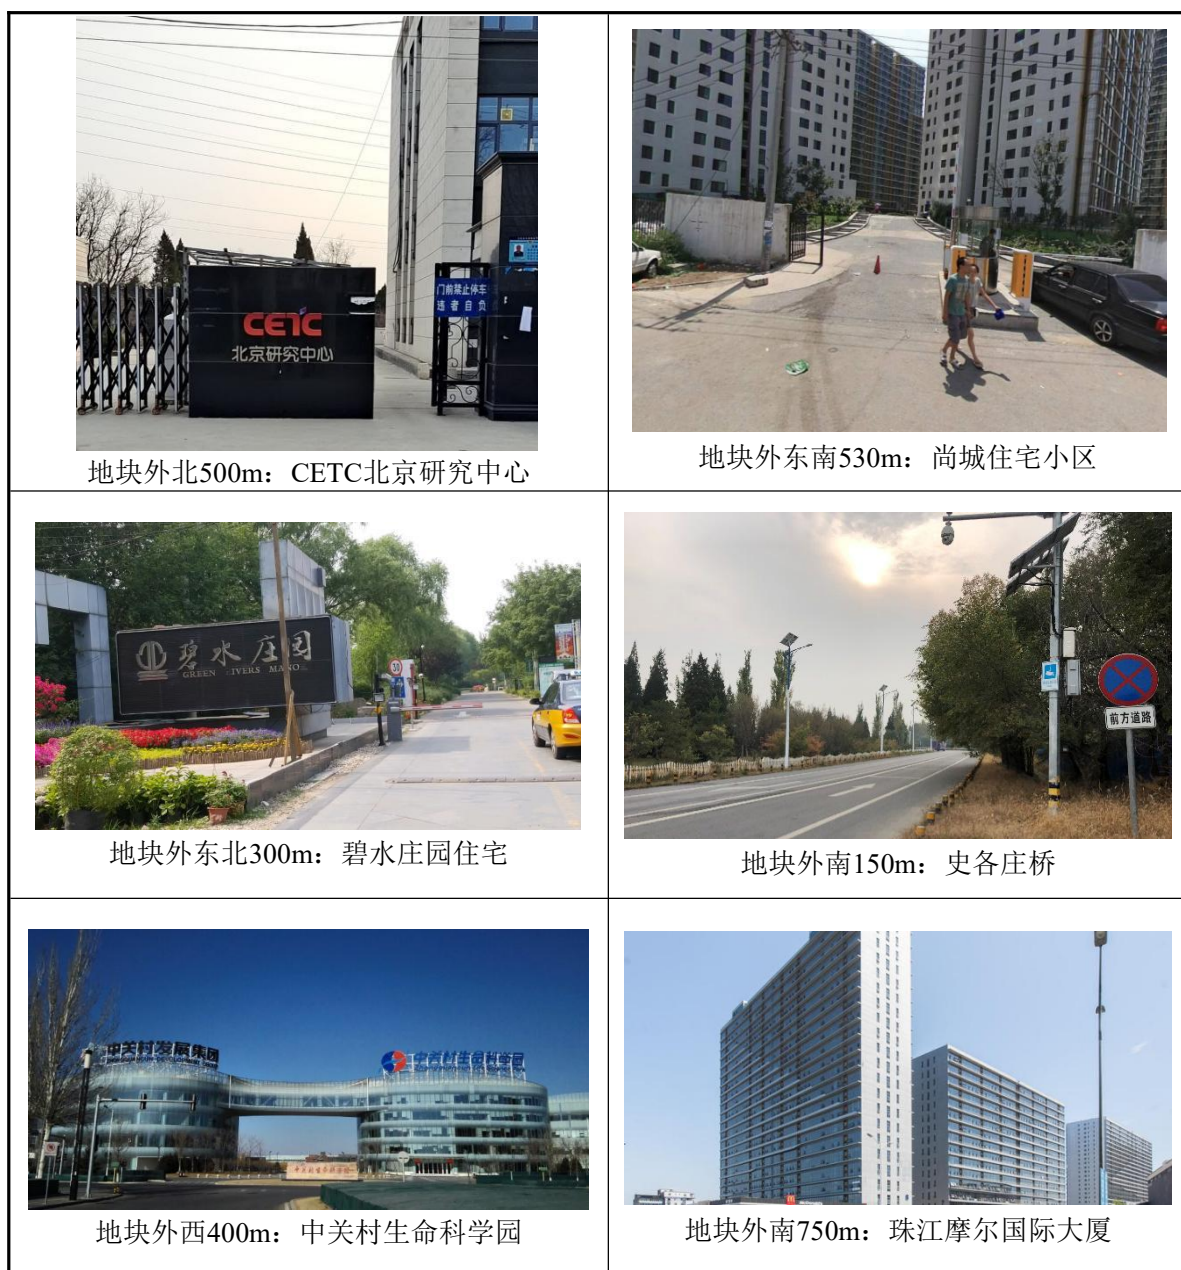 门前禁止停车
违者自负
CETC
北京研究中心
地块外北500m：CETC北京研究中心
地块外东南530m：尚城住宅小区
碧水庄园
GREEN
30
地块外东北300m：碧水庄园住宅
前方道路
地块外南150m：史各庄桥
中关村发展集团
中关村生命科学园
地块外西400m：中关村生命科学园
地块外南750m：珠江摩尔国际大厦